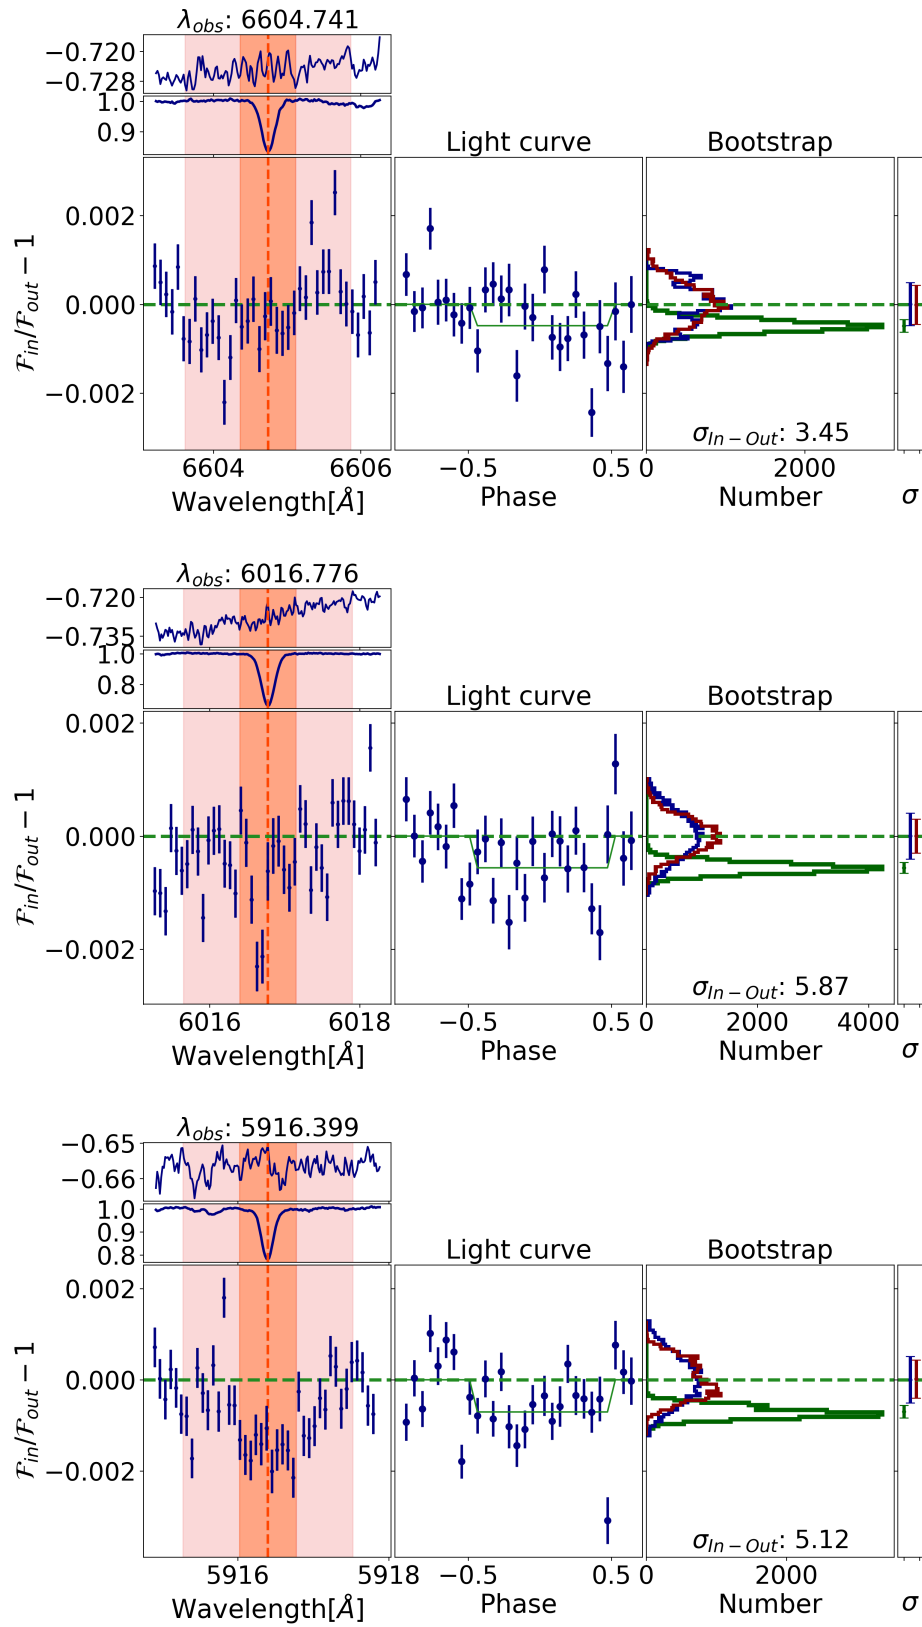 λobs: 6604.741
−0.720
−0.728
1.0
0.9
Light curve
Bootstrap
0.002
0.000
−0.002
Fin/Fout − 1
σIn−Out: 3.45
6604
6606
−0.5
0.5
0
2000
Wavelength[Å]
Phase
Number
σ
λobs: 6016.776
−0.720
−0.735
1.0
0.8
Light curve
Bootstrap
0.002
0.000
−0.002
Fin/Fout − 1
σIn−Out: 5.87
6016
6018
−0.5
0.5
0
2000
4000
Wavelength[Å]
Phase
Number
σ
λobs: 5916.399
−0.65
−0.66
1.0
0.9
0.8
Light curve
Bootstrap
0.002
0.000
−0.002
Fin/Fout − 1
σIn−Out: 5.12
5916
5918
−0.5
0.5
0
2000
Wavelength[Å]
Phase
Number
σ